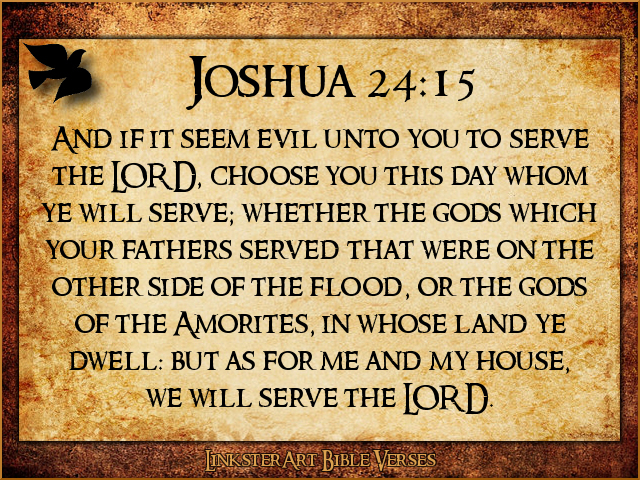 Joshua 24:15
And if it seem evil unto you to serve
the LORD, choose you this day whom
ye will serve; whether the gods which
your fathers served that were on the
other side of the flood, or the gods
of the Amorites, in whose land ye
dwell: but as for me and my house,
we will serve the LORD.
LinksterArt Bible Verses